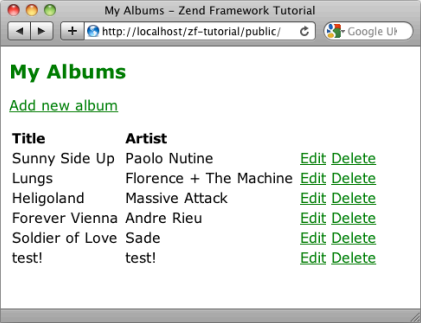 My Albums – Zend Framework Tutorial
http://localhost/zf-tutorial/public/
Google UK
My Albums
Add new album
Title Artist
Sunny Side Up Paolo Nutine Edit Delete
Lungs Florence + The Machine Edit Delete
Heligoland Massive Attack Edit Delete
Forever Vienna Andre Rieu Edit Delete
Soldier of Love Sade Edit Delete
test! test! Edit Delete